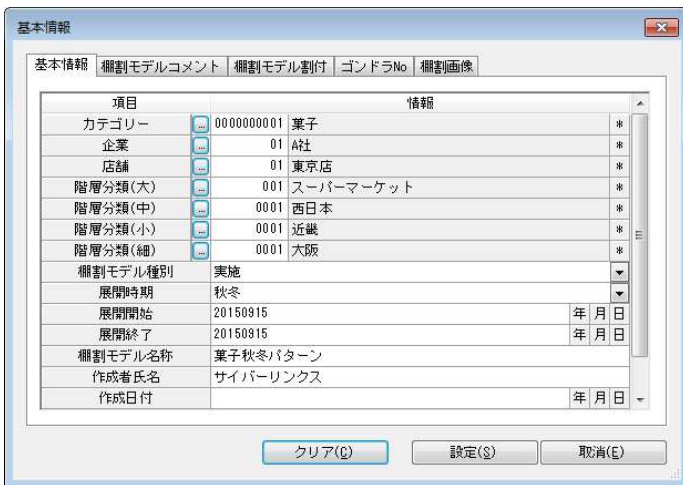 基本情報
基本情報 棚割モデルコメント 棚割モデル割付 ゴンドラNo 棚割画像
項目 情報
カテゴリー ... 0000000001 菓子 *
企業 ... 01 A社 *
店舗 ... 01 東京店 *
階層分類(大) ... 001 スーパーマーケット *
階層分類(中) ... 0001 西日本 *
階層分類(小) ... 0001 近畿 *
階層分類(細) ... 0001 大阪 *
棚割モデル種別 実施
展開時期 秋冬
展開開始 20150915 年 月 日
展開終了 20150915 年 月 日
棚割モデル名称 菓子秋冬パターン
作成者氏名 サイバーリンクス
作成日付 年 月 日
クリア(C) 設定(S) 取消(E)